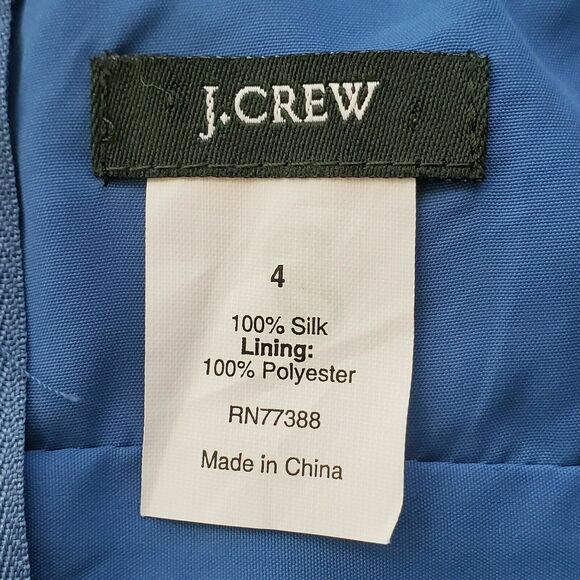 J.CREW
4
100% Silk
Lining:
100% Polyester
RN77388
Made in China